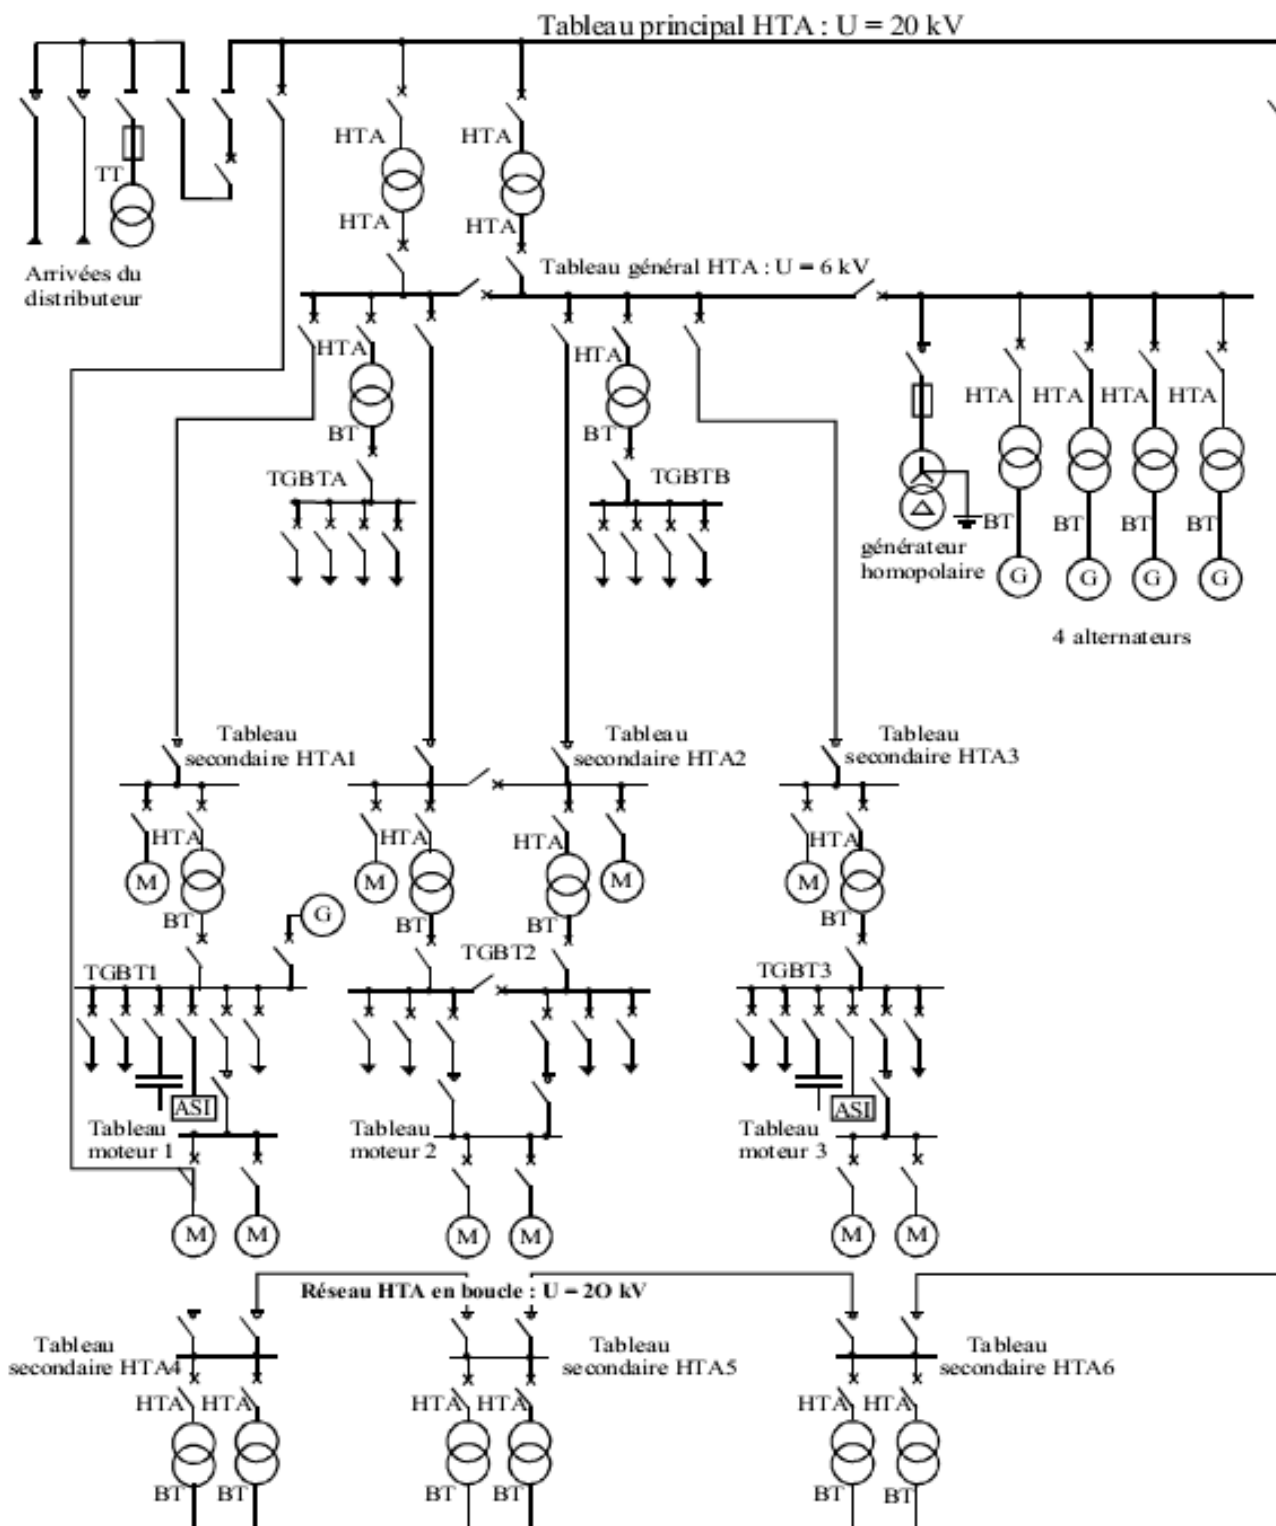 Tableau principal HTA : U = 20 kV
HTA
HTA
TT
HTA
HTA
Arrivées du
distributeur
Tableau général HTA : U = 6 kV
HTA
HTA
HTA
HTA
HTA
HTA
BT
BT
TGBTA
TGBTB
BT
BT
BT
BT
générateur
homopolaire
G
G
G
G
4 alternateurs
Tableau
secondaire HTA1
Tableau
secondaire HTA2
Tableau
secondaire HTA3
HTA
HTA
HTA
HTA
M
M
M
M
G
BT
BT
BT
BT
TGBT1
TGBT2
TGBT3
ASI
ASI
Tableau
moteur 1
Tableau
moteur 2
Tableau
moteur 3
M
M
M
M
M
M
Réseau HTA en boucle : U = 2O kV
Tableau
secondaire HTA4
Tableau
secondaire HTA5
Tableau
secondaire HTA6
HTA
HTA
HTA
HTA
HTA
HTA
BT
BT
BT
BT
BT
BT